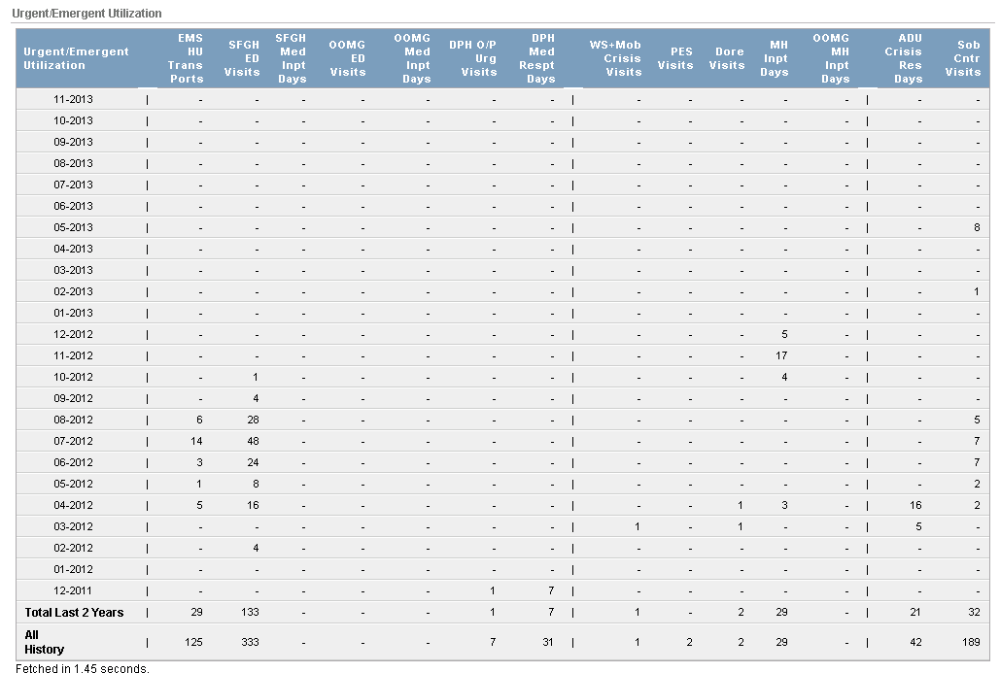 Urgent/Emergent Utilization
Urgent/Emergent Utilization EMS HU Trans Ports SFGH ED Visits SFGH Med Inpt Days OOMG ED Visits OOMG Med Inpt Days DPH O/P Urg Visits DPH Med Respt Days WS+Mob Crisis Visits PES Visits Dore Visits MH Inpt Days OOMG MH Inpt Days ADU Crisis Res Days Sob Cntr Visits
11-2013 | - - - - - - - | - - - - - | - -
10-2013 | - - - - - - - | - - - - - | - -
09-2013 | - - - - - - - | - - - - - | - -
08-2013 | - - - - - - - | - - - - - | - -
07-2013 | - - - - - - - | - - - - - | - -
06-2013 | - - - - - - - | - - - - - | - -
05-2013 | - - - - - - - | - - - - - | - 8
04-2013 | - - - - - - - | - - - - - | - -
03-2013 | - - - - - - - | - - - - - | - -
02-2013 | - - - - - - - | - - - - - | - 1
01-2013 | - - - - - - - | - - - - - | - -
12-2012 | - - - - - - - | - - - 5 - | - -
11-2012 | - - - - - - - | - - - 17 - | - -
10-2012 | - 1 - - - - - | - - - 4 - | - -
09-2012 | - 4 - - - - - | - - - - - | - -
08-2012 | 6 28 - - - - - | - - - - - | - 5
07-2012 | 14 48 - - - - - | - - - - - | - 7
06-2012 | 3 24 - - - - - | - - - - - | - 7
05-2012 | 1 8 - - - - - | - - - - - | - 2
04-2012 | 5 16 - - - - - | - - 1 3 - | 16 2
03-2012 | - - - - - - - | 1 - 1 - - | 5 -
02-2012 | - 4 - - - - - | - - - - - | - -
01-2012 | - - - - - - - | - - - - - | - -
12-2011 | - - - - - 1 7 | - - - - - | - -
Total Last 2 Years | 29 133 - - - 1 7 | 1 - 2 29 - | 21 32
All History | 125 333 - - - 7 31 | 1 2 2 29 - | 42 189
Fetched in 1.45 seconds.